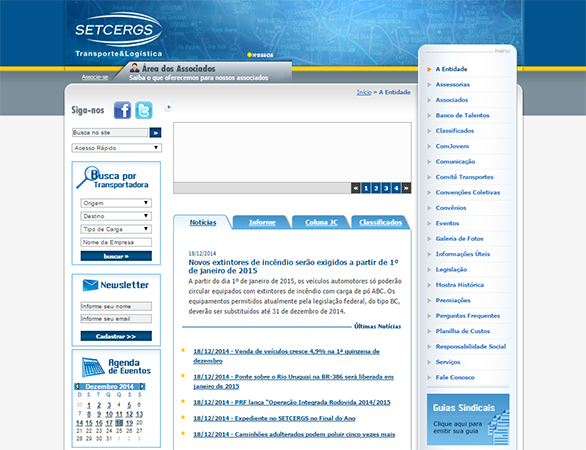 SETCERGS
Transporte&Logística
Acessos
menu
Associe-se
Área dos Associados
Saiba o que oferecemos para nossos associados
Início » A Entidade
Siga-nos
Busca no site
»
Acesso Rápido
Busca por
Transportadora
Origem
Destino
Tipo de Carga
Nome da Empresa
buscar »
Newsletter
Informe seu nome
Informe seu email
Cadastrar >>
Agenda
de Eventos
Dezembro 2014
D S T Q Q S S
30 1 2 3 4 5 6
7 8 9 10 11 12 13
14 15 16 17 18 19 20
21 22 23 24 25 26 27
28 29 30 31
« 1 2 3 4 »
Notícias
Informe
Coluna JC
Classificados
18/12/2014
Novos extintores de incêndio serão exigidos a partir de 1º
de janeiro de 2015
A partir do dia 1º de janeiro de 2015, os veículos automotores só poderão
circular equipados com extintores de incêndio com carga de pó ABC. Os
equipamentos permitidos atualmente pela legislação federal, do tipo BC,
deverão ser substituídos até 31 de dezembro de 2014.
Últimas Notícias
18/12/2014 - Venda de veículos cresce 4,9% na 1ª quinzena de
dezembro
18/12/2014 - Ponte sobre o Rio Uruguai na BR-386 será liberada em
janeiro de 2015
18/12/2014 - PRF lança "Operação Integrada Rodovida 2014/2015
18/12/2014 - Expediente no SETCERGS no Final do Ano
18/12/2014 - Caminhões adulterados podem poluir cinco vezes mais
A Entidade
Assessorias
Associados
Banco de Talentos
Classificados
ComJovem
Comunicação
Comitê Transportes
Convenções Coletivas
Convênios
Eventos
Galeria de Fotos
Informações Úteis
Legislação
Mostra Histórica
Premiações
Perguntas Frequentes
Planilha de Custos
Responsabilidade Social
Serviços
Fale Conosco
Guias Sindicais
Clique aqui para
emitir sua guia